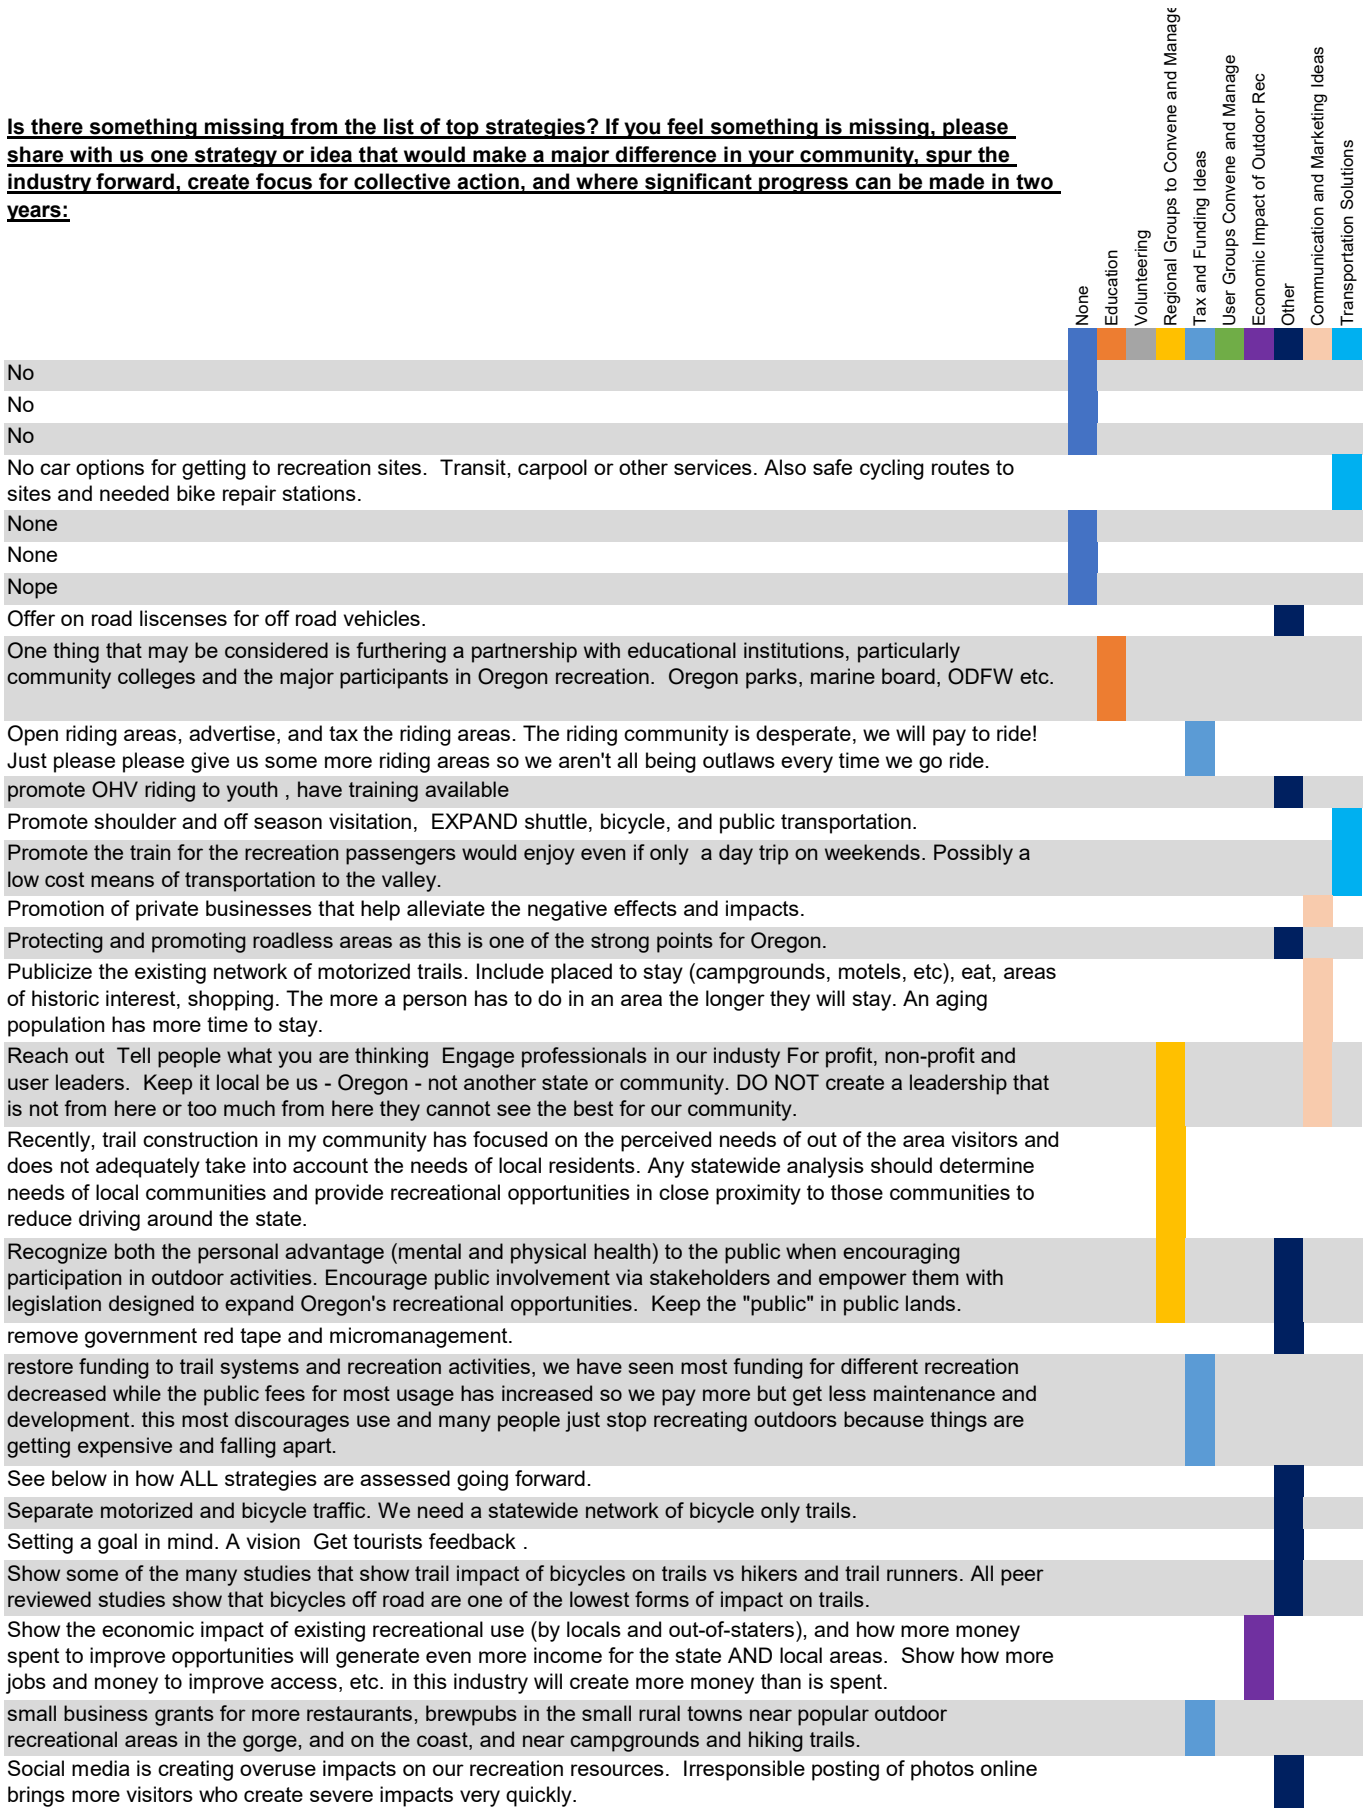 Is there something missing from the list of top strategies? If you feel something is missing, please
share with us one strategy or idea that would make a major difference in your community, spur the
industry forward, create focus for collective action, and where significant progress can be made in two
years:
None
Education
Volunteering
Regional Groups to Convene and Manage
Tax and Funding Ideas
User Groups Convene and Manage
Economic Impact of Outdoor Rec
Other
Communication and Marketing Ideas
Transportation Solutions
No
No
No
No car options for getting to recreation sites.  Transit, carpool or other services. Also safe cycling routes to
sites and needed bike repair stations.
None
None
Nope
Offer on road liscenses for off road vehicles.
One thing that may be considered is furthering a partnership with educational institutions, particularly
community colleges and the major participants in Oregon recreation.  Oregon parks, marine board, ODFW etc.
Open riding areas, advertise, and tax the riding areas. The riding community is desperate, we will pay to ride!
Just please please give us some more riding areas so we aren't all being outlaws every time we go ride.
promote OHV riding to youth , have training available
Promote shoulder and off season visitation,  EXPAND shuttle, bicycle, and public transportation.
Promote the train for the recreation passengers would enjoy even if only  a day trip on weekends. Possibly a
low cost means of transportation to the valley.
Promotion of private businesses that help alleviate the negative effects and impacts.
Protecting and promoting roadless areas as this is one of the strong points for Oregon.
Publicize the existing network of motorized trails. Include placed to stay (campgrounds, motels, etc), eat, areas
of historic interest, shopping. The more a person has to do in an area the longer they will stay. An aging
population has more time to stay.
Reach out  Tell people what you are thinking  Engage professionals in our industy For profit, non-profit and
user leaders.  Keep it local be us - Oregon - not another state or community. DO NOT create a leadership that
is not from here or too much from here they cannot see the best for our community.
Recently, trail construction in my community has focused on the perceived needs of out of the area visitors and
does not adequately take into account the needs of local residents. Any statewide analysis should determine
needs of local communities and provide recreational opportunities in close proximity to those communities to
reduce driving around the state.
Recognize both the personal advantage (mental and physical health) to the public when encouraging
participation in outdoor activities. Encourage public involvement via stakeholders and empower them with
legislation designed to expand Oregon's recreational opportunities.  Keep the "public" in public lands.
remove government red tape and micromanagement.
restore funding to trail systems and recreation activities, we have seen most funding for different recreation
decreased while the public fees for most usage has increased so we pay more but get less maintenance and
development. this most discourages use and many people just stop recreating outdoors because things are
getting expensive and falling apart.
See below in how ALL strategies are assessed going forward.
Separate motorized and bicycle traffic. We need a statewide network of bicycle only trails.
Setting a goal in mind. A vision  Get tourists feedback .
Show some of the many studies that show trail impact of bicycles on trails vs hikers and trail runners. All peer
reviewed studies show that bicycles off road are one of the lowest forms of impact on trails.
Show the economic impact of existing recreational use (by locals and out-of-staters), and how more money
spent to improve opportunities will generate even more income for the state AND local areas.  Show how more
jobs and money to improve access, etc. in this industry will create more money than is spent.
small business grants for more restaurants, brewpubs in the small rural towns near popular outdoor
recreational areas in the gorge, and on the coast, and near campgrounds and hiking trails.
Social media is creating overuse impacts on our recreation resources.  Irresponsible posting of photos online
brings more visitors who create severe impacts very quickly.